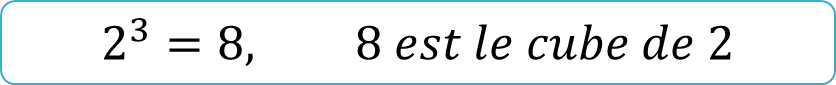 2³ = 8, 8 est le cube de 2